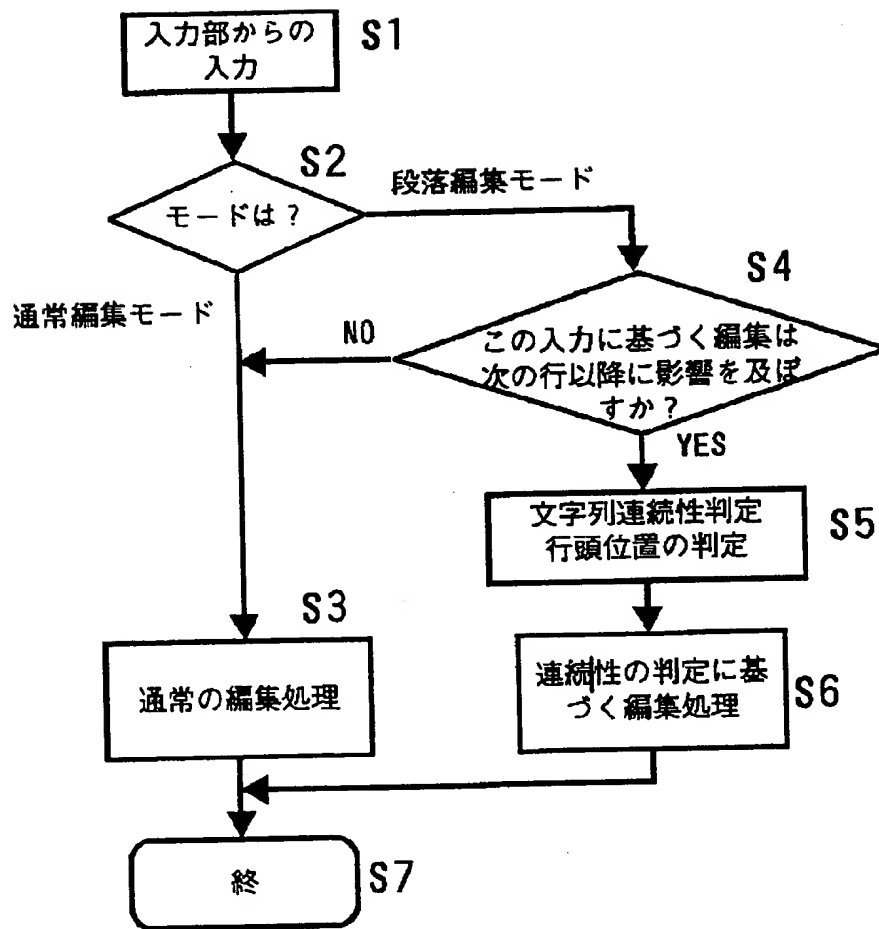 入力部からの
入力
S1
S2
モードは？
段落編集モード
S4
通常編集モード
NO
この入力に基づく編集は
次の行以降に影響を及ぼ
すか？
YES
文字列連続性判定
行頭位置の判定
S5
S3
通常の編集処理
連続性の判定に基
づく編集処理
S6
終
S7